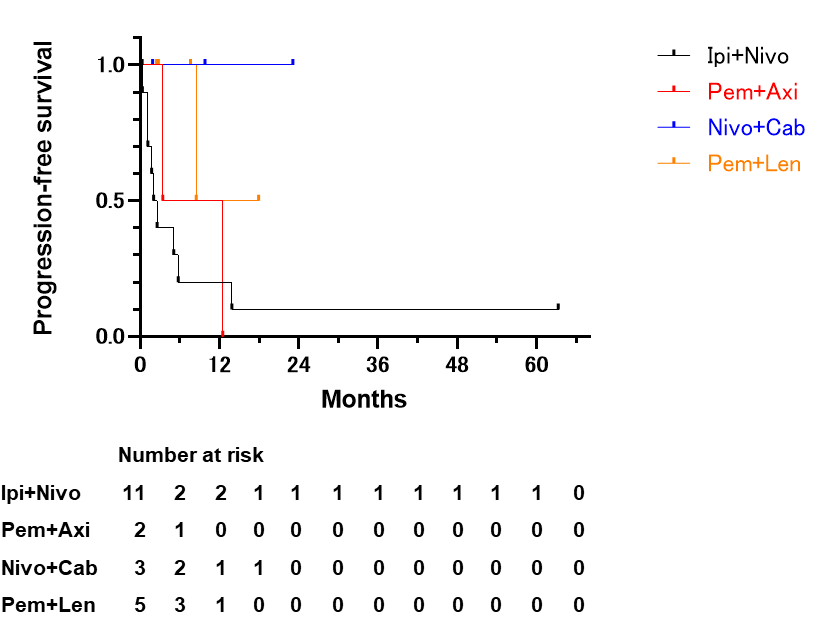 Progression-free survival
1.0
0.5
0.0
0 12 24 36 48 60
Months
Ipi+Nivo
Pem+Axi
Nivo+Cab
Pem+Len
Number at risk
Ipi+Nivo 11 2 2 1 1 1 1 1 1 1 1 0
Pem+Axi 2 1 0 0 0 0 0 0 0 0 0 0
Nivo+Cab 3 2 1 1 0 0 0 0 0 0 0 0
Pem+Len 5 3 1 0 0 0 0 0 0 0 0 0